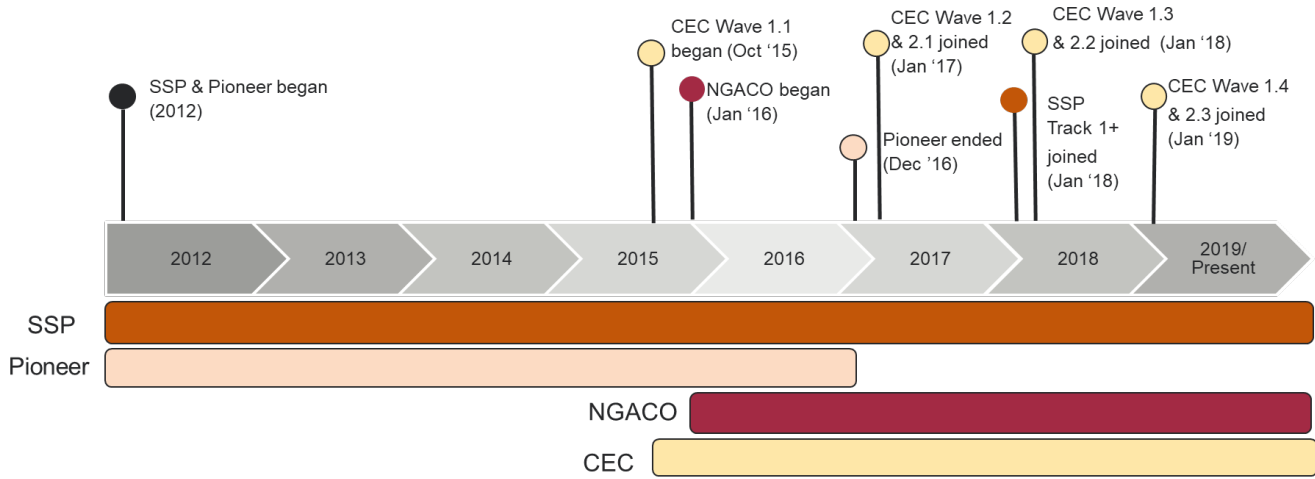 SSP & Pioneer began
(2012)
CEC Wave 1.1
began (Oct ‘15)
NGACO began
(Jan ‘16)
Pioneer ended
(Dec ‘16)
CEC Wave 1.2
& 2.1 joined
(Jan ‘17)
SSP
Track 1+
joined
(Jan ‘18)
CEC Wave 1.3
& 2.2 joined (Jan ‘18)
CEC Wave 1.4
& 2.3 joined
(Jan ‘19)
2012
2013
2014
2015
2016
2017
2018
2019/
Present
SSP
Pioneer
NGACO
CEC